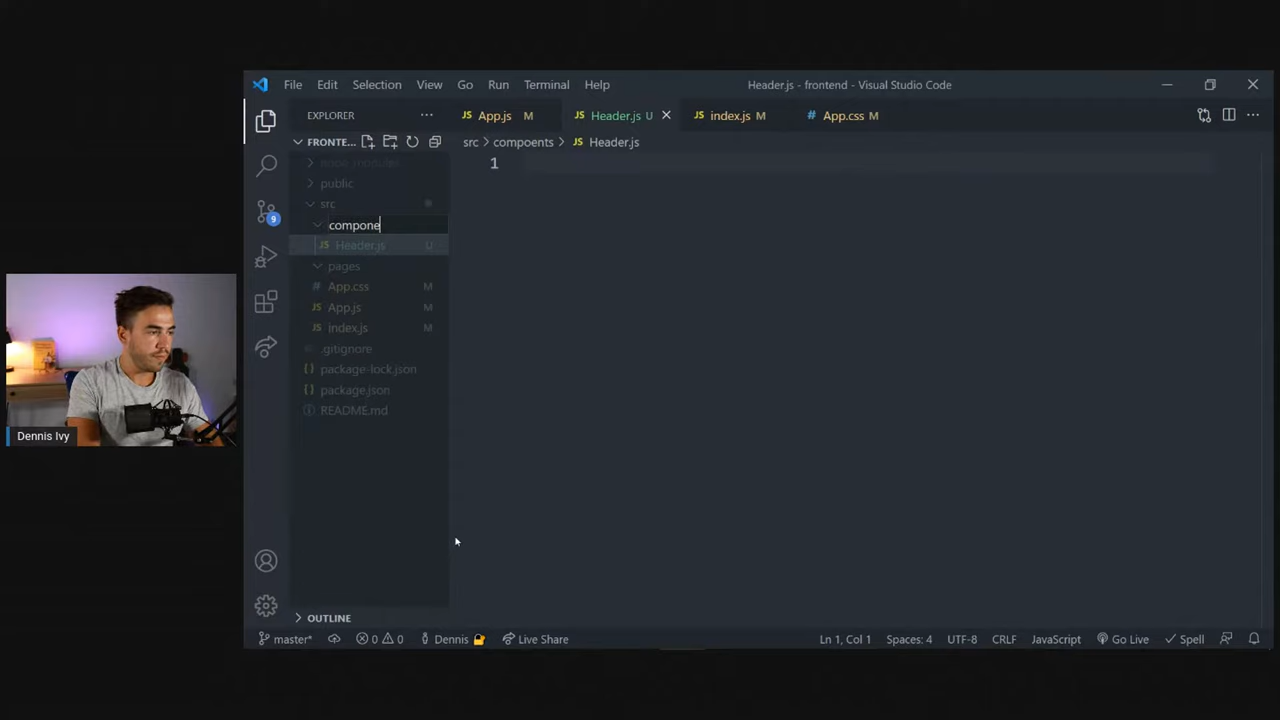 File Edit Selection View Go Run Terminal Help Header.js - frontend - Visual Studio Code
EXPLORER ··· JS App.js M JS Header.js U JS index.js M # App.css M ···
FRONTE... src > compoents > JS Header.js
node_modules 1
public
src
compone
JS Header.js U
pages
# App.css M
JS App.js M
JS index.js M
.gitignore
{} package-lock.json
{} package.json
README.md
9
Dennis Ivy
OUTLINE
master* 0 0 Dennis Live Share Ln 1, Col 1 Spaces: 4 UTF-8 CRLF JavaScript Go Live Spell